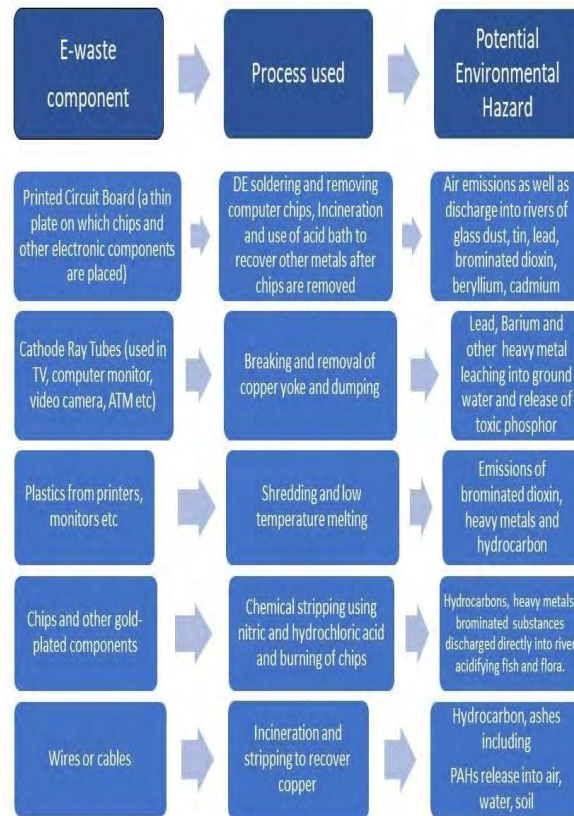 E-waste
component
Process used
Potential
Environmental
Hazard
Printed Circuit Board (a thin
plate on which chips and
other electronic components
are placed)
DE soldering and removing
computer chips, Incineration
and use of acid bath to
recover other metals after
chips are removed
Air emissions as well as
discharge into rivers of
glass dust, tin, lead,
brominated dioxin,
beryllium, cadmium
Cathode Ray Tubes (used in
TV, computer monitor,
video camera, ATM etc)
Breaking and removal of
copper yoke and dumping
Lead, Barium and
other heavy metal
leaching into ground
water and release of
toxic phosphor
Plastics from printers,
monitors etc
Shredding and low
temperature melting
Emissions of
brominated dioxin,
heavy metals and
hydrocarbon
Chips and other gold-
plated components
Chemical stripping using
nitric and hydrochloric acid
and burning of chips
Hydrocarbons, heavy metals,
brominated substances
discharged directly into river
acidifying fish and flora.
Wires or cables
Incineration and
stripping to recover
copper
Hydrocarbon, ashes
including
PAHs release into air,
water, soil